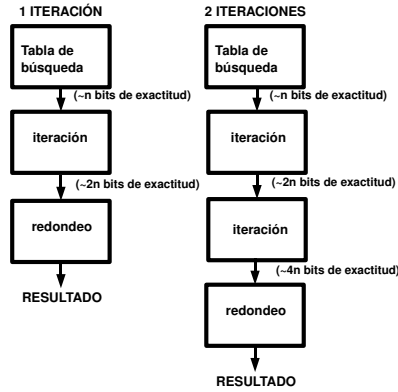 1 ITERACIÓN
Tabla de
búsqueda
(~n bits de exactitud)
iteración
(~2n bits de exactitud)
redondeo
RESULTADO
2 ITERACIONES
Tabla de
búsqueda
(~n bits de exactitud)
iteración
(~2n bits de exactitud)
iteración
(~4n bits de exactitud)
redondeo
RESULTADO